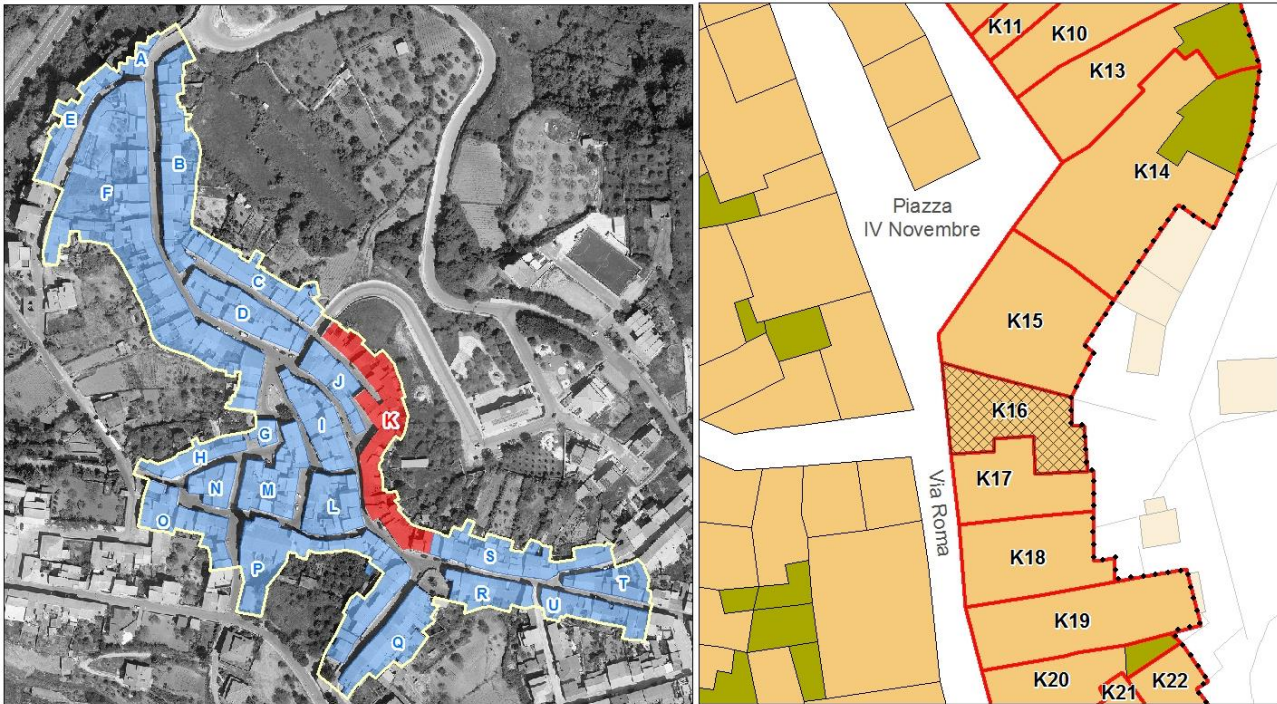 A
E
B
F
C
D
J
K
I
G
H
N
M
O
L
P
S
T
R
U
Q
K11
K10
K13
K14
Piazza
IV Novembre
K15
K16
K17
Via Roma
K18
K19
K20
K21
K22